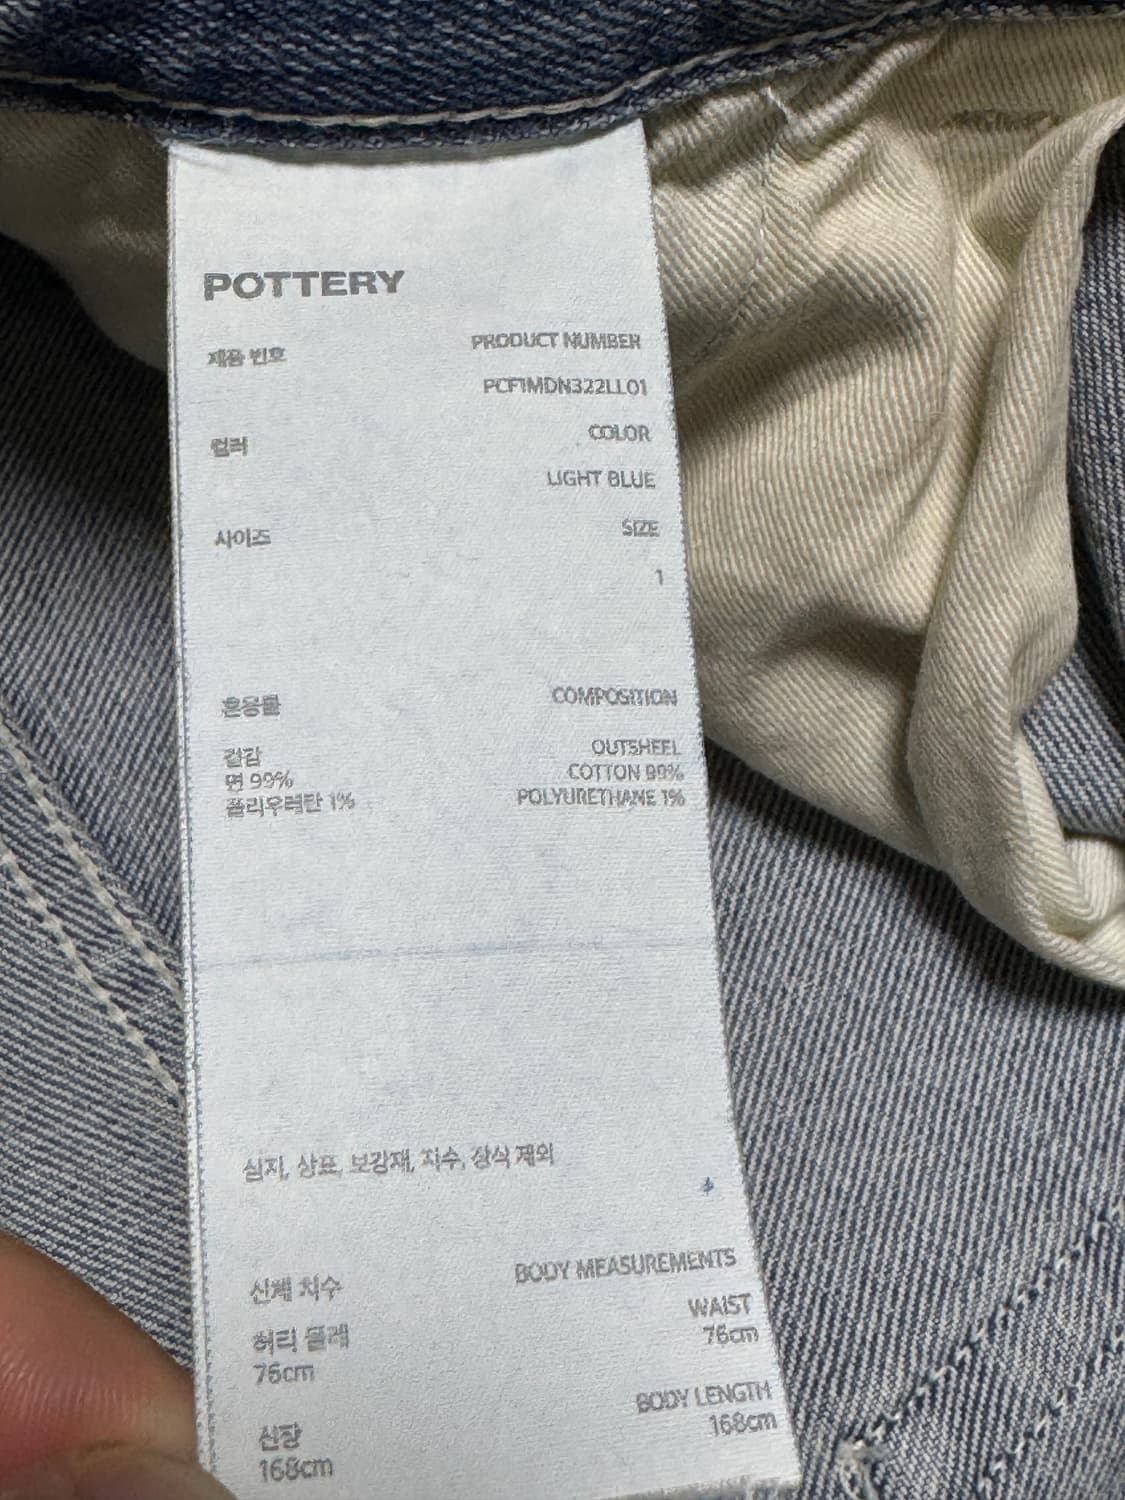 POTTERY
제품 번호 PRODUCT NUMBER
PCF1MDN322LL01
컬러 COLOR
LIGHT BLUE
사이즈 SIZE
1
혼용률 COMPOSITION
겉감 OUTSHEEL
면 99% COTTON 99%
폴리우레탄 1% POLYURETHANE 1%
심지, 상표, 보강재, 자수, 장식 제외
신체 치수 BODY MEASUREMENTS
허리 둘레 WAIST
76cm 76cm
신장 BODY LENGTH
168cm 168cm